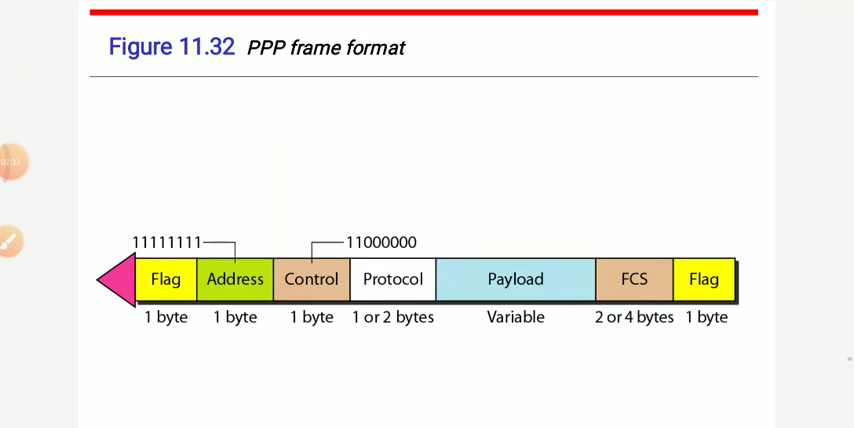 Figure 11.32 PPP frame format
11111111 11000000
Flag Address Control Protocol Payload FCS Flag
1 byte 1 byte 1 byte 1 or 2 bytes Variable 2 or 4 bytes 1 byte